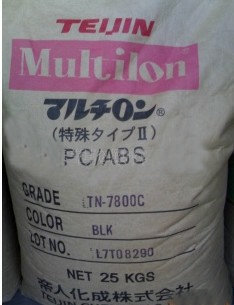 TEIJIN
Multilon
マルチロン®
(特殊タイプⅡ)
PC/ABS
GRADE TN-7800C
COLOR BLK
LOT NO. L7T08290
NET 25 KGS
帝人化成株式会社